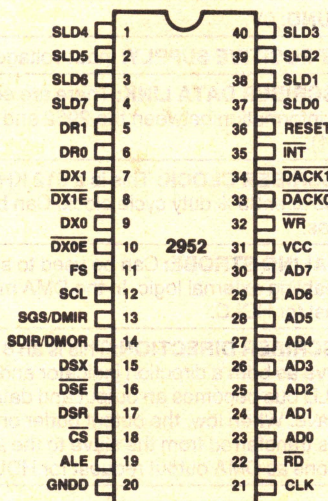 SLD4 1 40 SLD3
SLD5 2 39 SLD2
SLD6 3 38 SLD1
SLD7 4 37 SLD0
DR1 5 36 RESET
DR0 6 35 INT
DX1 7 34 DACK1
DX1E 8 33 DACK0
DX0 9 32 WR
DX0E 10 2952 31 VCC
FS 11 30 AD7
SCL 12 29 AD6
SGS/DMIR 13 28 AD5
SDIR/DMOR 14 27 AD4
DSX 15 26 AD3
DSE 16 25 AD2
DSR 17 24 AD1
CS 18 23 AD0
ALE 19 22 RD
GNDD 20 21 CLK